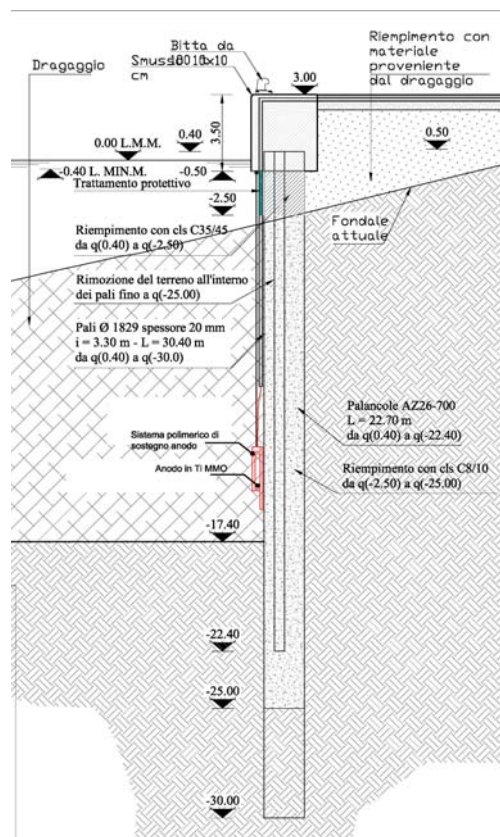 Bitta da
Smusso 10 10x10
cm
Dragaggio
Riempimento con
materiale
proveniente
dal dragaggio
3.00
3.50
0.00 L.M.M.
0.40
0.50
-0.40 L. MIN.M.
-0.50
Trattamento protettivo
-2.50
Fondale
attuale
Riempimento con cls C35/45
da q(0.40) a q(-2.50)
Rimozione del terreno all'interno
dei pali fino a q(-25.00)
Pali Ø 1829 spessore 20 mm
i = 3.30 m - L = 30.40 m
da q(0.40) a q(-30.0)
Palancole AZ26-700
L = 22.70 m
da q(0.40) a q(-22.40)
Sistema polimerico di
sostegno anodo
Anodo in Ti MMO
Riempimento con cls C8/10
da q(-2.50) a q(-25.00)
-17.40
-22.40
-25.00
-30.00